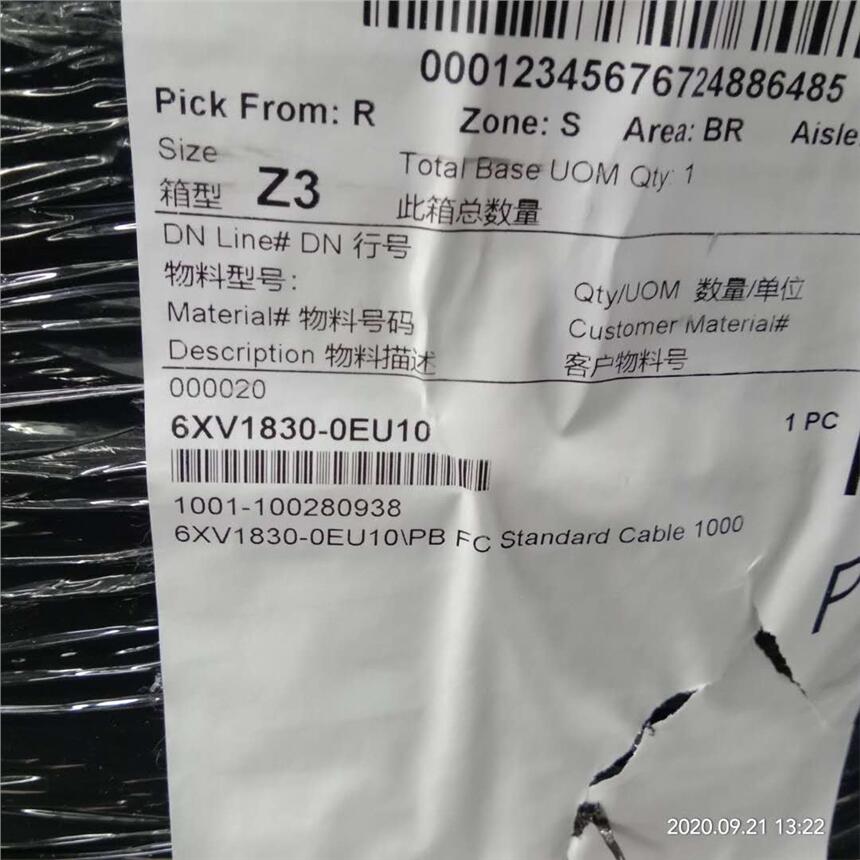 00012345676724886485
Pick From: R Zone: S Area: BR Aisle:
Size Total Base UOM Qty: 1
箱型 Z3 此箱总数量
DN Line# DN 行号
物料型号: Qty/UOM 数量/单位
Material# 物料号码 Customer Material#
Description 物料描述 客户物料号
000020
6XV1830-0EU10 1 PC
1001-100280938
6XV1830-0EU10\PB FC Standard Cable 1000
P
2020.09.21 13:22